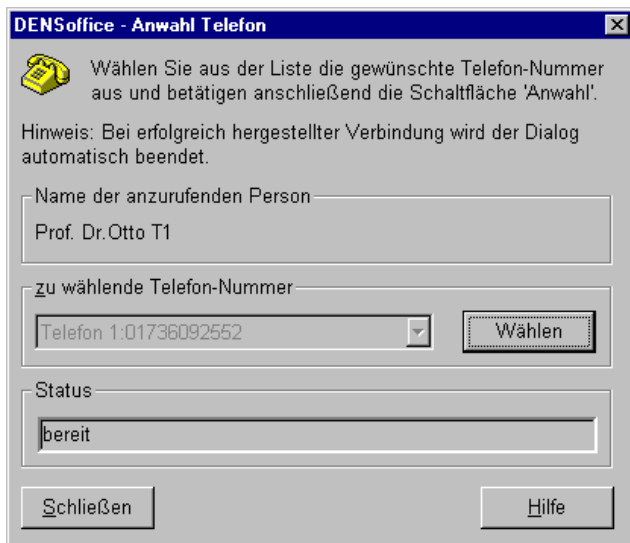 DENSoffice - Anwahl Telefon
Wählen Sie aus der Liste die gewünschte Telefon-Nummer
aus und betätigen anschließend die Schaltfläche 'Anwahl'.
Hinweis: Bei erfolgreich hergestellter Verbindung wird der Dialog
automatisch beendet.
Name der anzurufenden Person
Prof. Dr.Otto T1
zu wählende Telefon-Nummer
Telefon 1:01736092552
Wählen
Status
bereit
Schließen
Hilfe